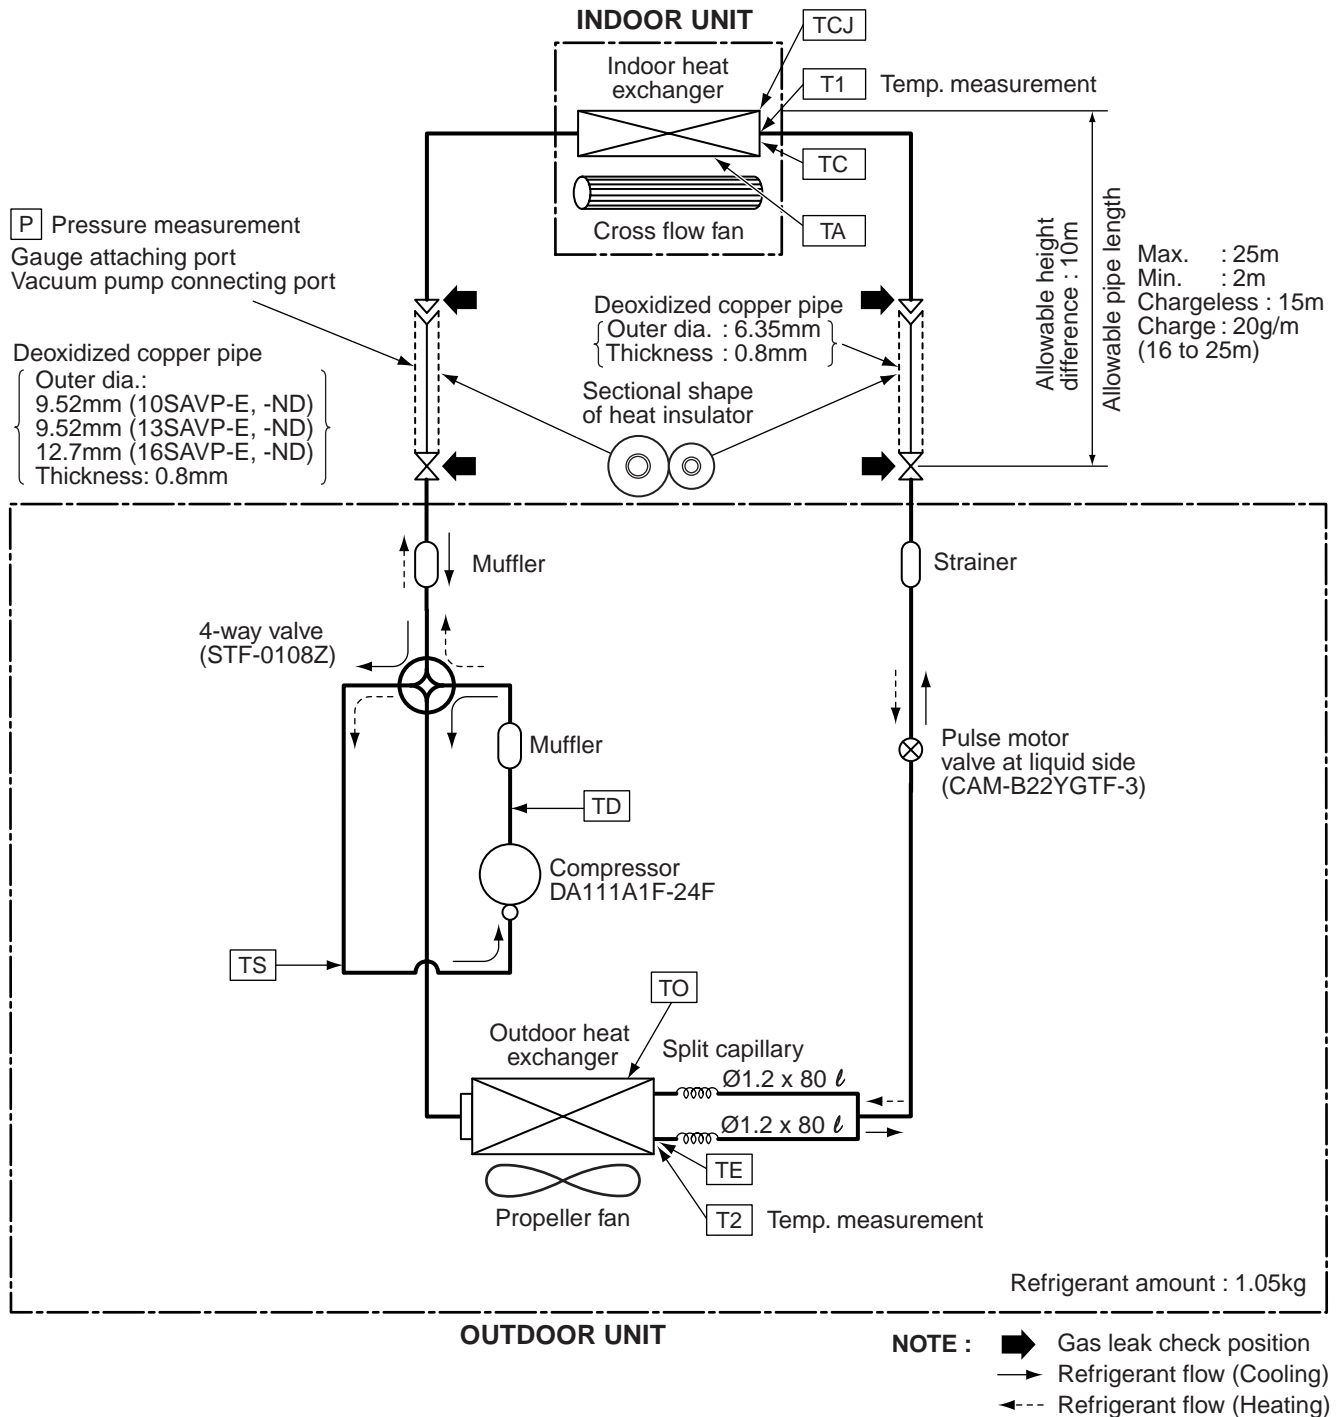 INDOOR UNIT
TCJ
Indoor heat
exchanger
T1 Temp. measurement
TC
TA
Cross flow fan
P Pressure measurement
Gauge attaching port
Vacuum pump connecting port
Deoxidized copper pipe
Outer dia.:
9.52mm (10SAVP-E, -ND)
9.52mm (13SAVP-E, -ND)
12.7mm (16SAVP-E, -ND)
Thickness: 0.8mm
Deoxidized copper pipe
Outer dia. : 6.35mm
Thickness : 0.8mm
Sectional shape
of heat insulator
Allowable height
difference : 10m
Allowable pipe length
Max. : 25m
Min. : 2m
Chargeless : 15m
Charge : 20g/m
(16 to 25m)
Muffler
Strainer
4-way valve
(STF-0108Z)
Muffler
Pulse motor
valve at liquid side
(CAM-B22YGTF-3)
TD
Compressor
DA111A1F-24F
TS
TO
Outdoor heat
exchanger
Split capillary
Ø1.2 x 80 ℓ
Ø1.2 x 80 ℓ
TE
T2 Temp. measurement
Propeller fan
Refrigerant amount : 1.05kg
OUTDOOR UNIT
NOTE : Gas leak check position
Refrigerant flow (Cooling)
Refrigerant flow (Heating)